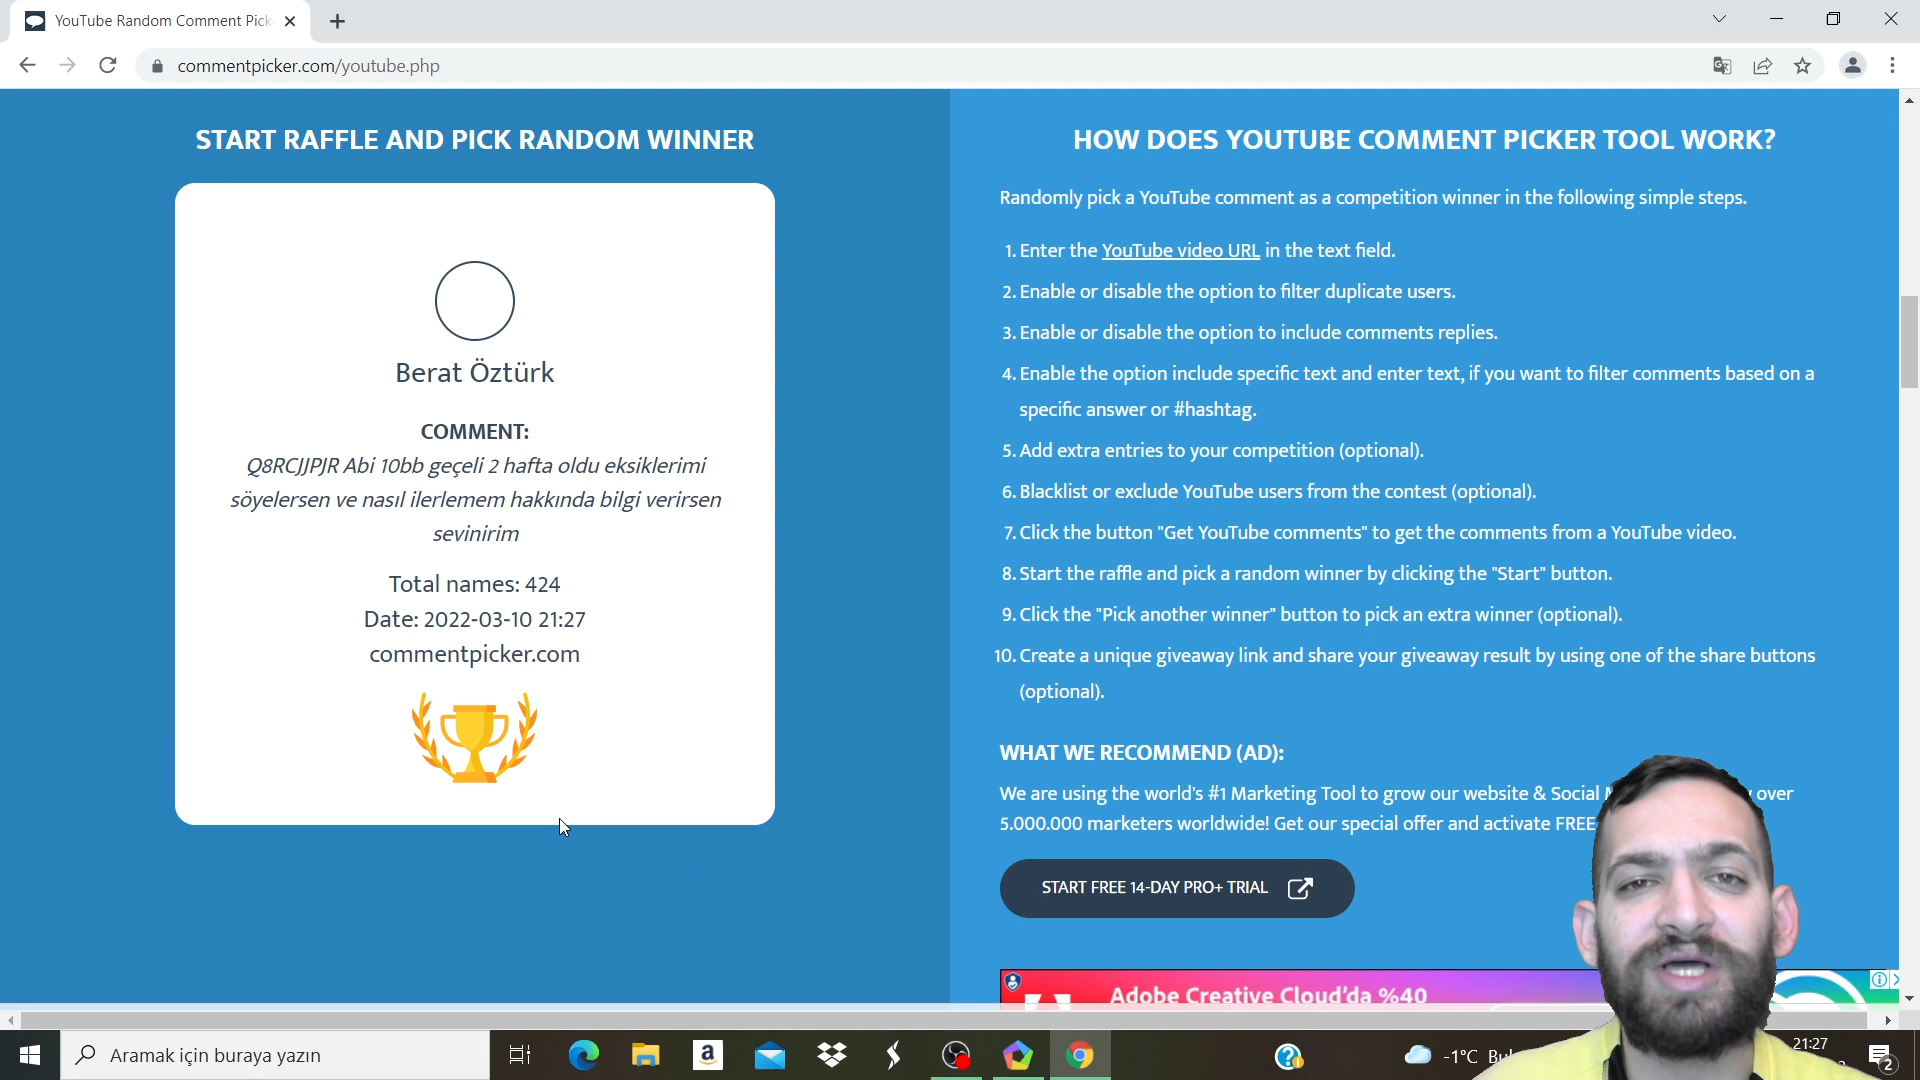 YouTube Random Comment Pick
commentpicker.com/youtube.php
START RAFFLE AND PICK RANDOM WINNER
Berat Öztürk
COMMENT:
Q8RCJJPJR Abi 10bb geçeli 2 hafta oldu eksiklerimi
söyelersen ve nasıl ilerlemem hakkında bilgi verirsen
sevinirim
Total names: 424
Date: 2022-03-10 21:27
commentpicker.com
HOW DOES YOUTUBE COMMENT PICKER TOOL WORK?
Randomly pick a YouTube comment as a competition winner in the following simple steps.
1. Enter the YouTube video URL in the text field.
2. Enable or disable the option to filter duplicate users.
3. Enable or disable the option to include comments replies.
4. Enable the option include specific text and enter text, if you want to filter comments based on a
specific answer or #hashtag.
5. Add extra entries to your competition (optional).
6. Blacklist or exclude YouTube users from the contest (optional).
7. Click the button "Get YouTube comments" to get the comments from a YouTube video.
8. Start the raffle and pick a random winner by clicking the "Start" button.
9. Click the "Pick another winner" button to pick an extra winner (optional).
10. Create a unique giveaway link and share your giveaway result by using one of the share buttons
(optional).
WHAT WE RECOMMEND (AD):
We are using the world's #1 Marketing Tool to grow our website & Social over
5.000.000 marketers worldwide! Get our special offer and activate FREE
START FREE 14-DAY PRO+ TRIAL
Adobe Creative Cloud'da %40
Aramak için buraya yazın
-1°C
21:27
2